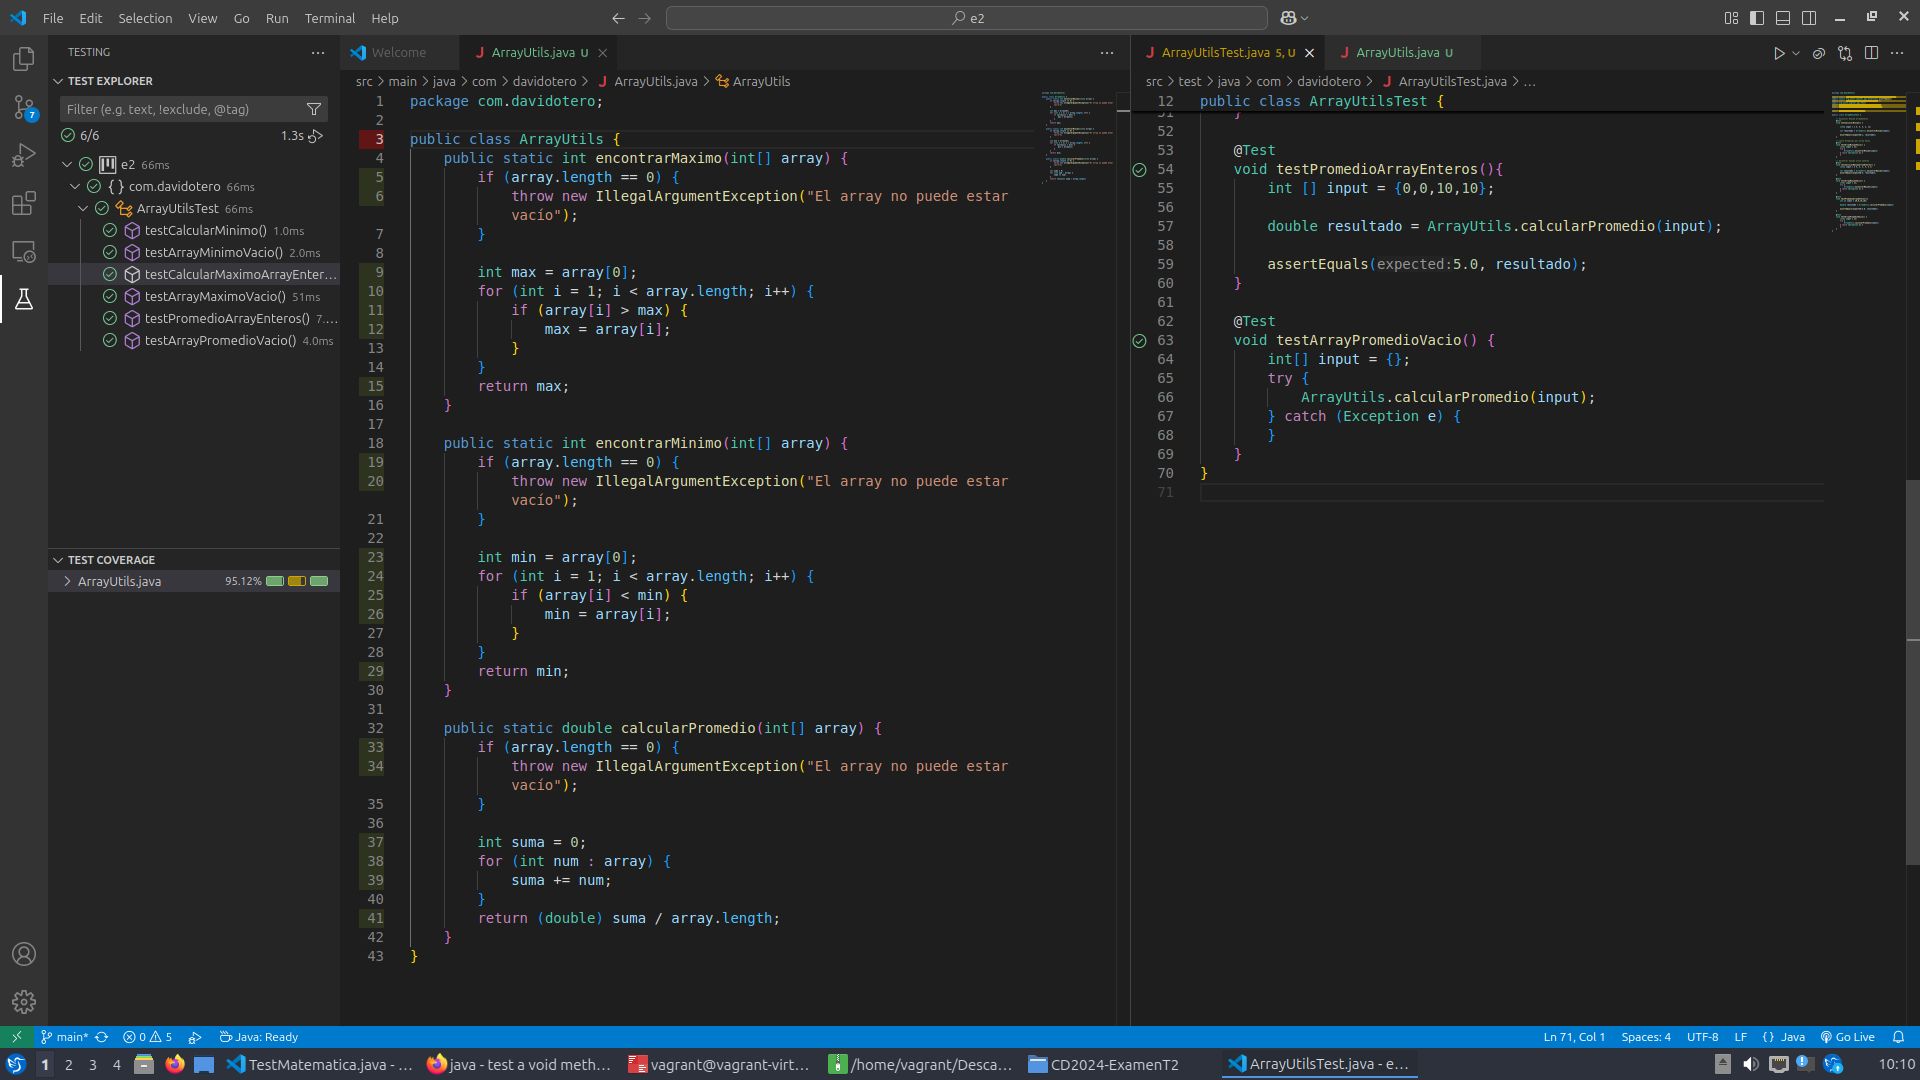 File Edit Selection View Go Run Terminal Help
e2
TESTING
TEST EXPLORER
Filter (e.g. text, !exclude, @tag)
6/6 1.3s
e2 66ms
com.davidotero 66ms
ArrayUtilsTest 66ms
testCalcularMinimo() 1.0ms
testArrayMinimoVacio() 2.0ms
testCalcularMaximoArrayEnter...
testArrayMaximoVacio() 51ms
testPromedioArrayEnteros() 7....
testArrayPromedioVacio() 4.0ms
TEST COVERAGE
ArrayUtils.java 95.12%
7
Welcome
ArrayUtils.java U
src > main > java > com > davidotero > ArrayUtils.java > ArrayUtils
1 package com.davidotero;
2
3 public class ArrayUtils {
4 public static int encontrarMaximo(int[] array) {
5 if (array.length == 0) {
6 throw new IllegalArgumentException("El array no puede estar
vacío");
7 }
8
9 int max = array[0];
10 for (int i = 1; i < array.length; i++) {
11 if (array[i] > max) {
12 max = array[i];
13 }
14 }
15 return max;
16 }
17
18 public static int encontrarMinimo(int[] array) {
19 if (array.length == 0) {
20 throw new IllegalArgumentException("El array no puede estar
vacío");
21 }
22
23 int min = array[0];
24 for (int i = 1; i < array.length; i++) {
25 if (array[i] < min) {
26 min = array[i];
27 }
28 }
29 return min;
30 }
31
32 public static double calcularPromedio(int[] array) {
33 if (array.length == 0) {
34 throw new IllegalArgumentException("El array no puede estar
vacío");
35 }
36
37 int suma = 0;
38 for (int num : array) {
39 suma += num;
40 }
41 return (double) suma / array.length;
42 }
43 }
ArrayUtilsTest.java 5, U
ArrayUtils.java U
src > test > java > com > davidotero > ArrayUtilsTest.java > ...
12 public class ArrayUtilsTest {
51 }
52
53 @Test
54 void testPromedioArrayEnteros(){
55 int [] input = {0,0,10,10};
56
57 double resultado = ArrayUtils.calcularPromedio(input);
58
59 assertEquals(expected:5.0, resultado);
60 }
61
62 @Test
63 void testArrayPromedioVacio() {
64 int[] input = {};
65 try {
66 ArrayUtils.calcularPromedio(input);
67 } catch (Exception e) {
68 }
69 }
70 }
71
main* 0 5 Java: Ready
Ln 71, Col 1 Spaces: 4 UTF-8 LF {} Java Go Live
1 2 3 4 TestMatematica.java - ... java - test a void meth... vagrant@vagrant-virt... /home/vagrant/Desca... CD2024-ExamenT2 ArrayUtilsTest.java - e... 10:10